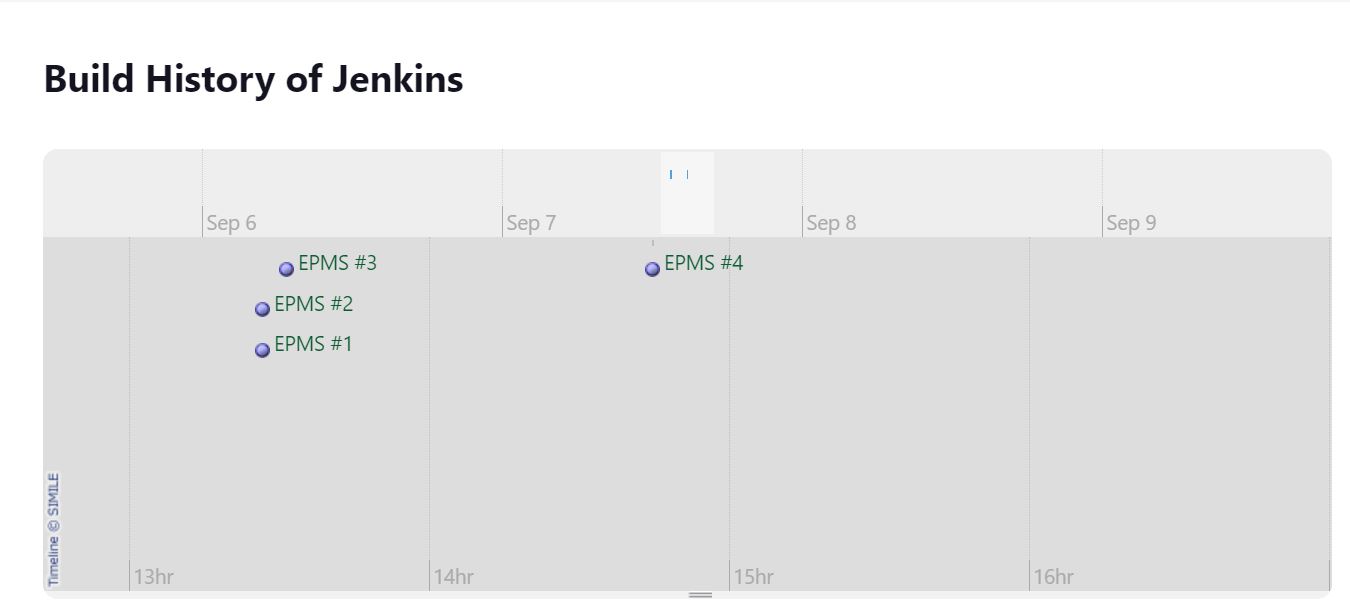 Build History of Jenkins
Sep 6
Sep 7
Sep 8
Sep 9
EPMS #3
EPMS #4
EPMS #2
EPMS #1
Timeline © SIMILE
13hr
14hr
15hr
16hr